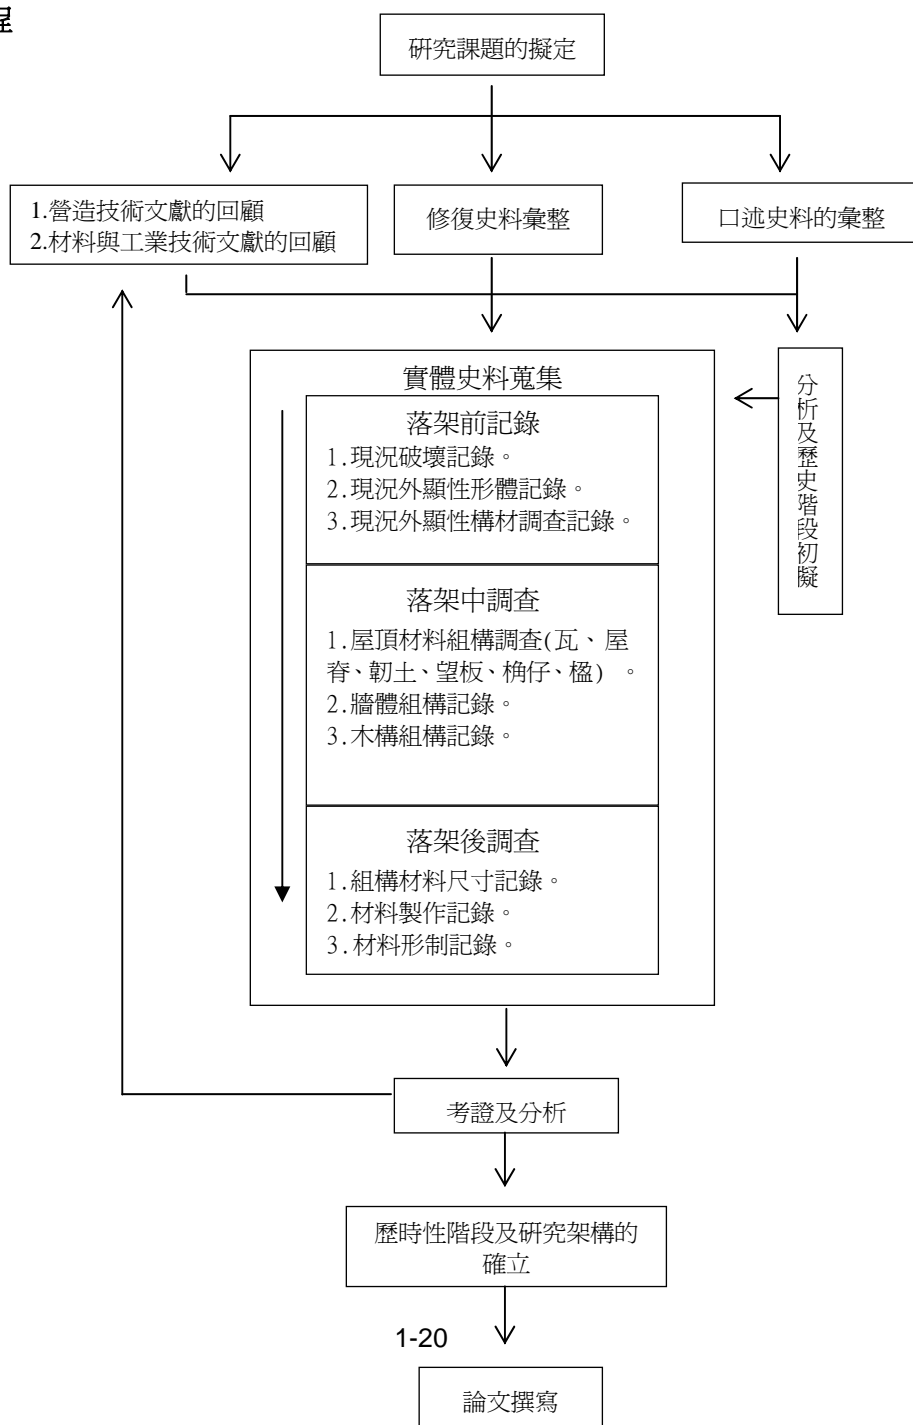 程
研究課題的擬定
1.營造技術文獻的回顧
2.材料與工業技術文獻的回顧
修復史料彙整
口述史料的彙整
實體史料蒐集
落架前記錄
1.現況破壞記錄。
2.現況外顯性形體記錄。
3.現況外顯性構材調查記錄。
分析及歷史階段初擬
落架中調查
1.屋頂材料組構調查(瓦、屋
脊、韌土、望板、桷仔、楹)。
2.牆體組構記錄。
3.木構組構記錄。
落架後調查
1.組構材料尺寸記錄。
2.材料製作記錄。
3.材料形制記錄。
考證及分析
歷時性階段及研究架構的
確立
1-20
論文撰寫